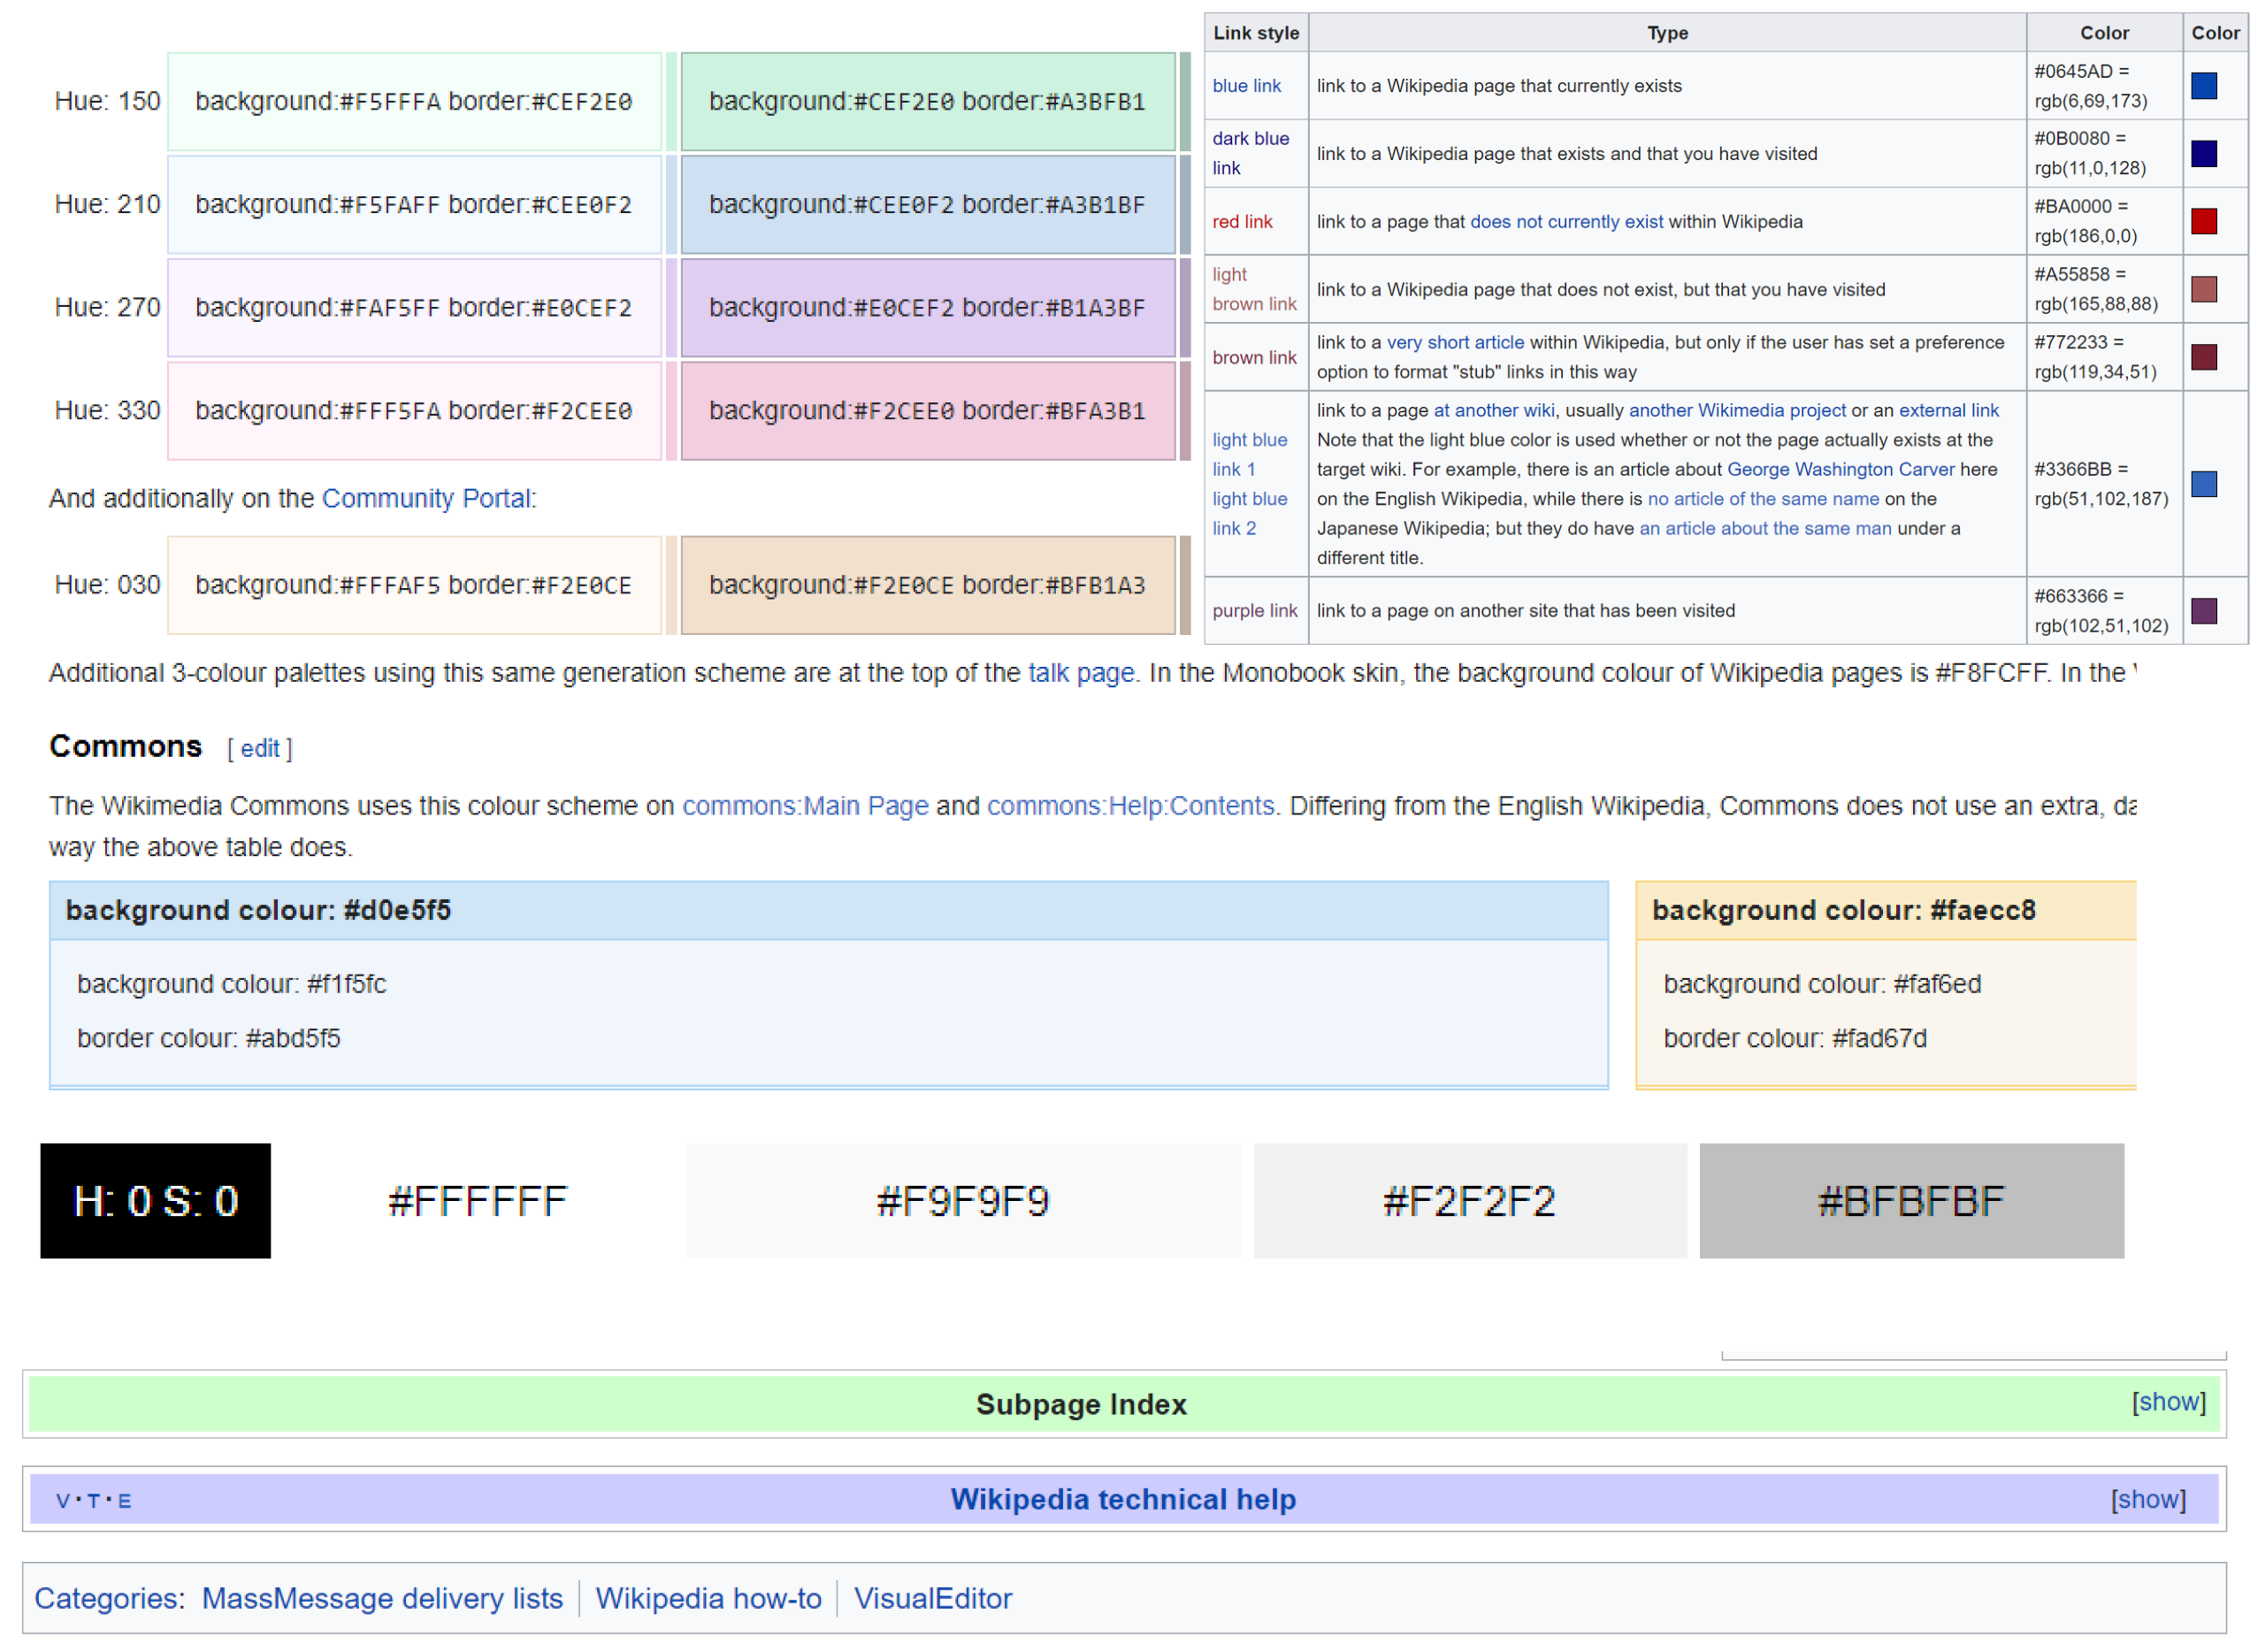 Hue: 150 background:#F5FFFA border:#CEF2E0 background:#CEF2E0 border:#A3BFB1
Hue: 210 background:#F5FAFF border:#CEE0F2 background:#CEE0F2 border:#A3B1BF
Hue: 270 background:#FAF5FF border:#E0CEF2 background:#E0CEF2 border:#B1A3BF
Hue: 330 background:#FFF5FA border:#F2CEE0 background:#F2CEE0 border:#BFA3B1
And additionally on the Community Portal:
Hue: 030 background:#FFFAF5 border:#F2E0CE background:#F2E0CE border:#BFB1A3
Link style Type Color Color
blue link link to a Wikipedia page that currently exists #0645AD =
rgb(6,69,173)
dark blue
link link to a Wikipedia page that exists and that you have visited #0B0080 =
rgb(11,0,128)
red link link to a page that does not currently exist within Wikipedia #BA0000 =
rgb(186,0,0)
light
brown link link to a Wikipedia page that does not exist, but that you have visited #A55858 =
rgb(165,88,88)
brown link link to a very short article within Wikipedia, but only if the user has set a preference
option to format "stub" links in this way #772233 =
rgb(119,34,51)
light blue
link 1
light blue
link 2
link to a page at another wiki, usually another Wikimedia project or an external link
Note that the light blue color is used whether or not the page actually exists at the
target wiki. For example, there is an article about George Washington Carver here
on the English Wikipedia, while there is no article of the same name on the
Japanese Wikipedia; but they do have an article about the same man under a
different title.
#3366BB =
rgb(51,102,187)
purple link link to a page on another site that has been visited #663366 =
rgb(102,51,102)
Additional 3-colour palettes using this same generation scheme are at the top of the talk page. In the Monobook skin, the background colour of Wikipedia pages is #F8FCFF. In the
Commons [ edit ]
The Wikimedia Commons uses this colour scheme on commons:Main Page and commons:Help:Contents. Differing from the English Wikipedia, Commons does not use an extra, da
way the above table does.
background colour: #d0e5f5
background colour: #f1f5fc
border colour: #abd5f5
background colour: #faecc8
background colour: #faf6ed
border colour: #fad67d
H: 0 S: 0 #FFFFFF #F9F9F9 #F2F2F2 #BFBFBF
Subpage Index [show]
V · T · E Wikipedia technical help [show]
Categories: MassMessage delivery lists | Wikipedia how-to | VisualEditor